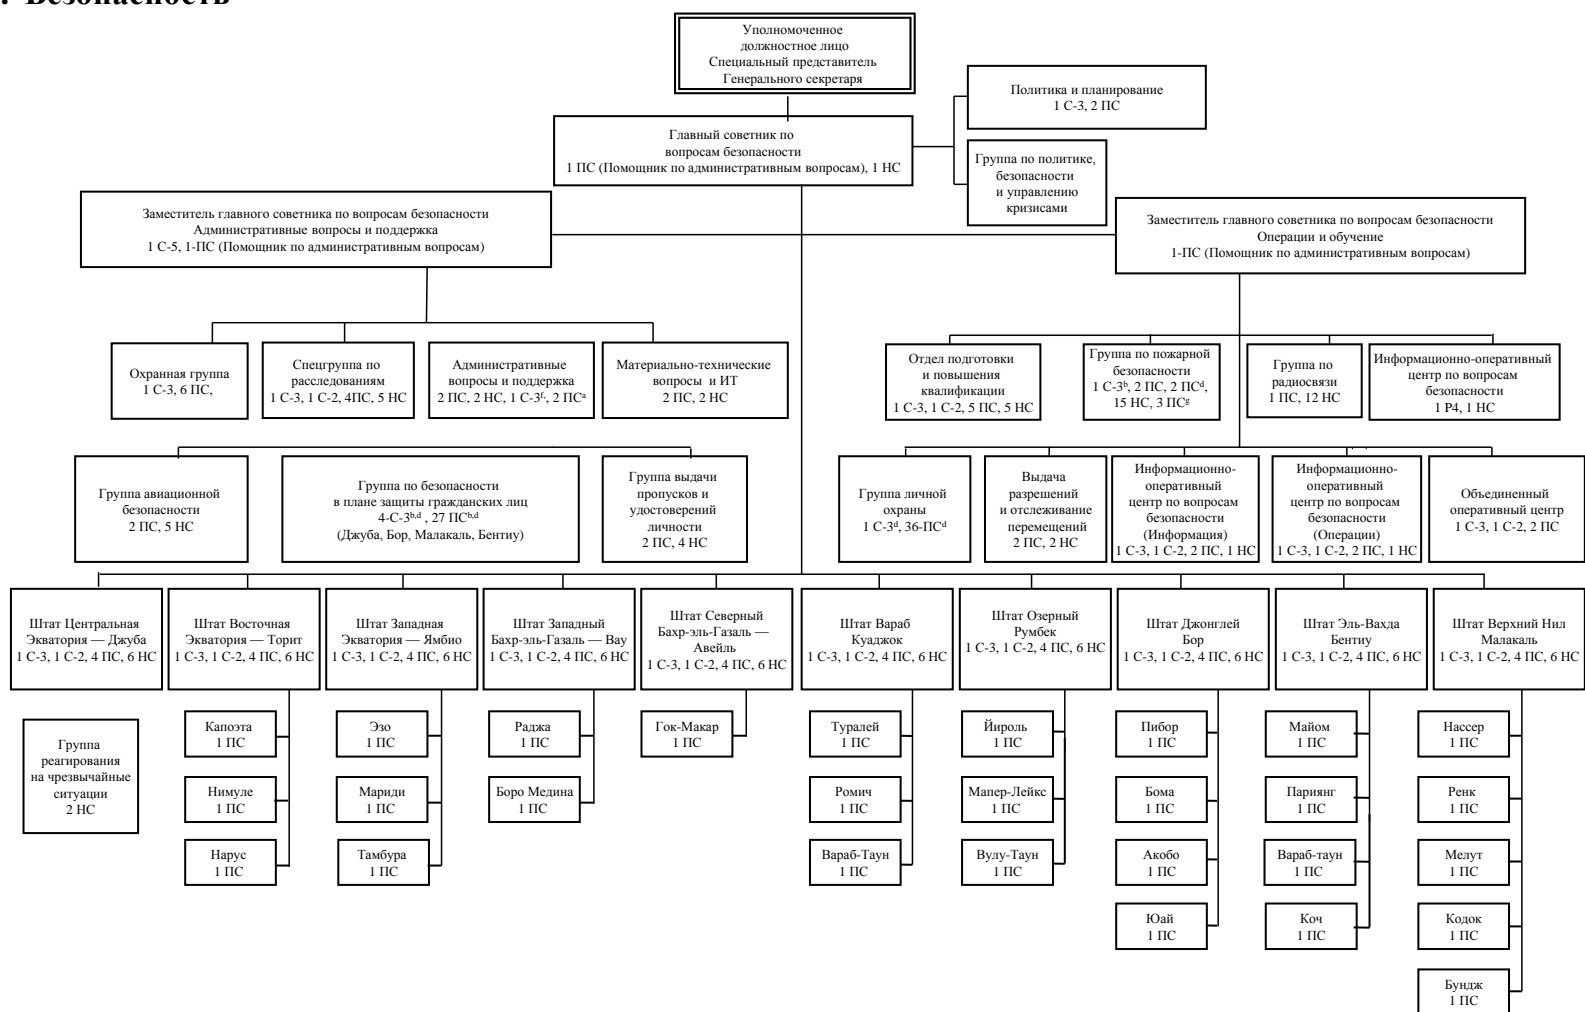 . Безопасность
Уполномоченное
должностное лицо
Специальный представитель
Генерального секретаря
Политика и планирование
1 С-3, 2 ПС
Главный советник по
вопросам безопасности
1 ПС (Помощник по административным вопросам), 1 НС
Группа по политике,
безопасности
и управлению
кризисами
Заместитель главного советника по вопросам безопасности
Административные вопросы и поддержка
1 С-5, 1-ПС (Помощник по административным вопросам)
Заместитель главного советника по вопросам безопасности
Операции и обучение
1-ПС (Помощник по административным вопросам)
Охранная группа
1 С-3, 6 ПС,
Спецгруппа по
расследованиям
1 С-3, 1 С-2, 4ПС, 5 НС
Административные
вопросы и поддержка
2 ПС, 2 НС, 1 С-3f, 2 ПСa
Материально-технические
вопросы и ИТ
2 ПС, 2 НС
Отдел подготовки
и повышения
квалификации
1 С-3, 1 С-2, 5 ПС, 5 НС
Группа по пожарной
безопасности
1 С-3b, 2 ПС, 2 ПСd,
15 НС, 3 ПСg
Группа по
радиосвязи
1 ПС, 12 НС
Информационно-оперативный
центр по вопросам
безопасности
1 Р4, 1 НС
Группа авиационной
безопасности
2 ПС, 5 НС
Группа по безопасности
в плане защиты гражданских лиц
4-С-3b,d , 27 ПСb,d
(Джуба, Бор, Малакаль, Бентиу)
Группа выдачи
пропусков и
удостоверений
личности
2 ПС, 4 НС
Группа личной
охраны
1 С-3d, 36-ПСd
Выдача
разрешений
и отслеживание
перемещений
2 ПС, 2 НС
Информационно-
оперативный
центр по вопросам
безопасности
(Информация)
1 С-3, 1 С-2, 2 ПС, 1 НС
Информационно-
оперативный
центр по вопросам
безопасности
(Операции)
1 С-3, 1 С-2, 2 ПС, 1 НС
Объединенный
оперативный центр
1 С-3, 1 С-2, 2 ПС
Штат Центральная
Экватория — Джуба
1 С-3, 1 С-2, 4 ПС, 6 НС
Штат Восточная
Экватория — Торит
1 С-3, 1 С-2, 4 ПС, 6 НС
Штат Западная
Экватория — Ямбио
1 С-3, 1 С-2, 4 ПС, 6 НС
Штат Западный
Бахр-эль-Газаль — Вау
1 С-3, 1 С-2, 4 ПС, 6 НС
Штат Северный
Бахр-эль-Газаль —
Авейль
1 С-3, 1 С-2, 4 ПС, 6 НС
Штат Вараб
Куаджок
1 С-3, 1 С-2, 4 ПС, 6 НС
Штат Озерный
Румбек
1 С-3, 1 С-2, 4 ПС, 6 НС
Штат Джонглей
Бор
1 С-3, 1 С-2, 4 ПС, 6 НС
Штат Эль-Вахда
Бентиу
1 С-3, 1 С-2, 4 ПС, 6 НС
Штат Верхний Нил
Малакаль
1 С-3, 1 С-2, 4 ПС, 6 НС
Группа
реагирования
на чрезвычайные
ситуации
2 НС
Капоэта
1 ПС
Нимуле
1 ПС
Нарус
1 ПС
Эзо
1 ПС
Мариди
1 ПС
Тамбура
1 ПС
Раджа
1 ПС
Боро Медина
1 ПС
Гок-Макар
1 ПС
Туралей
1 ПС
Ромич
1 ПС
Вараб-Таун
1 ПС
Йироль
1 ПС
Мапер-Лейкс
1 ПС
Вулу-Таун
1 ПС
Пибор
1 ПС
Бома
1 ПС
Акобо
1 ПС
Юай
1 ПС
Майом
1 ПС
Париянг
1 ПС
Вараб-таун
1 ПС
Коч
1 ПС
Нассер
1 ПС
Ренк
1 ПС
Мелут
1 ПС
Кодок
1 ПС
Бундж
1 ПС